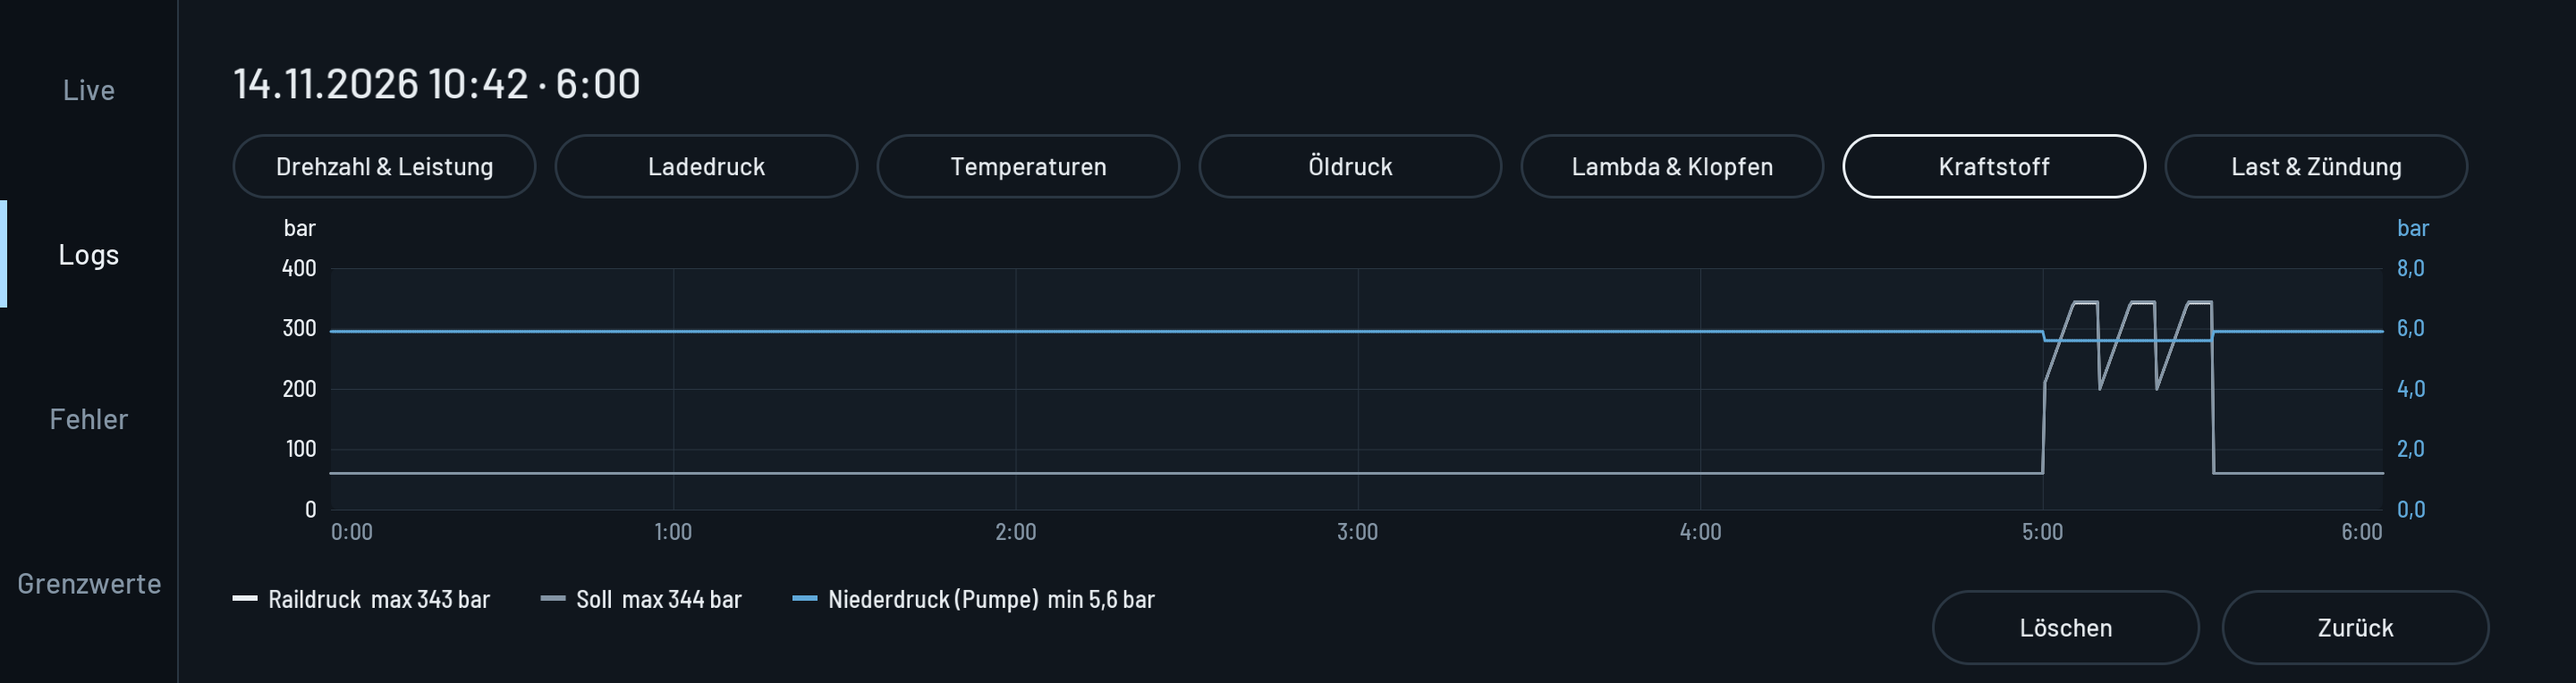 Live
Logs
Fehler
Grenzwerte
14.11.2026 10:42 · 6:00
Drehzahl & Leistung
Ladedruck
Temperaturen
Öldruck
Lambda & Klopfen
Kraftstoff
Last & Zündung
bar
400
300
200
100
0
bar
8,0
6,0
4,0
2,0
0,0
0:00 1:00 2:00 3:00 4:00 5:00 6:00
Raildruck max 343 bar
Soll max 344 bar
Niederdruck (Pumpe) min 5,6 bar
Löschen
Zurück